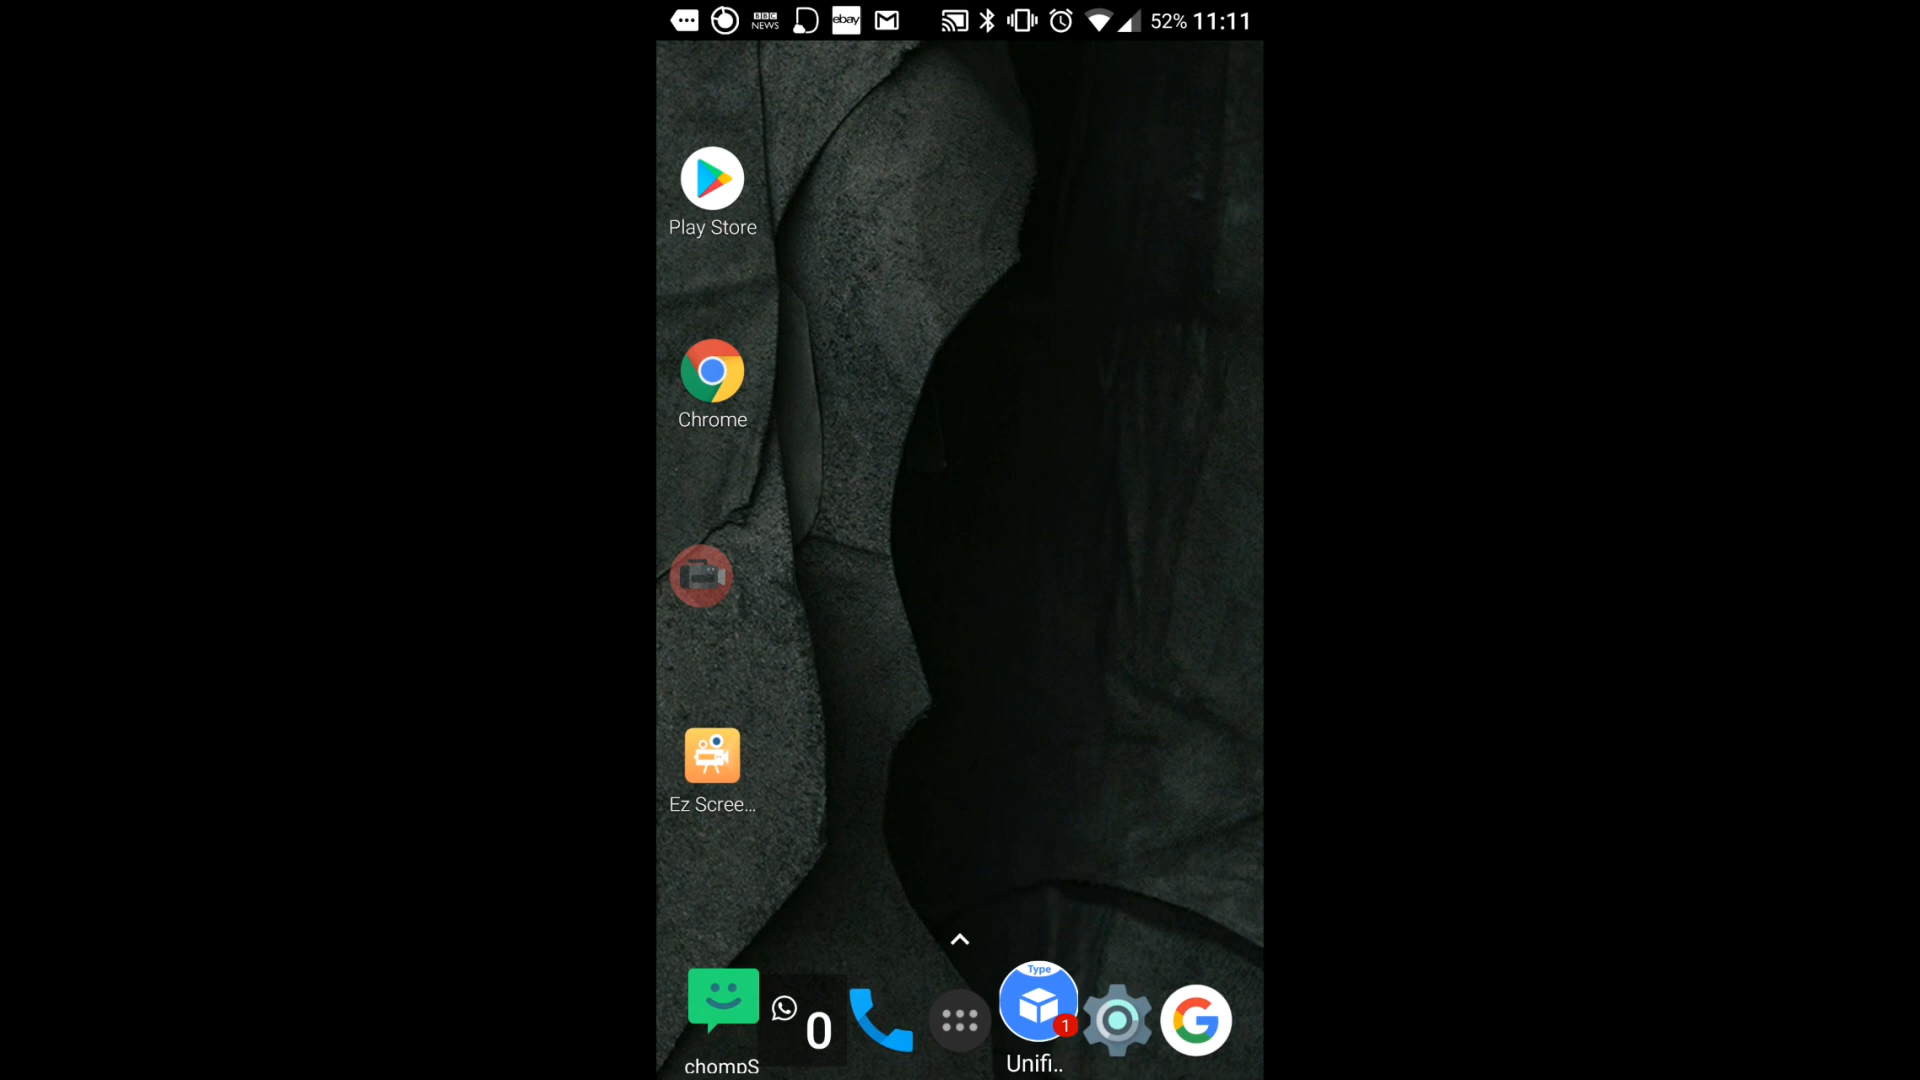 BBC
NEWS
ebay
52% 11:11
Play Store
Chrome
Ez Scree...
Type
0
1
chompS
Unifi..